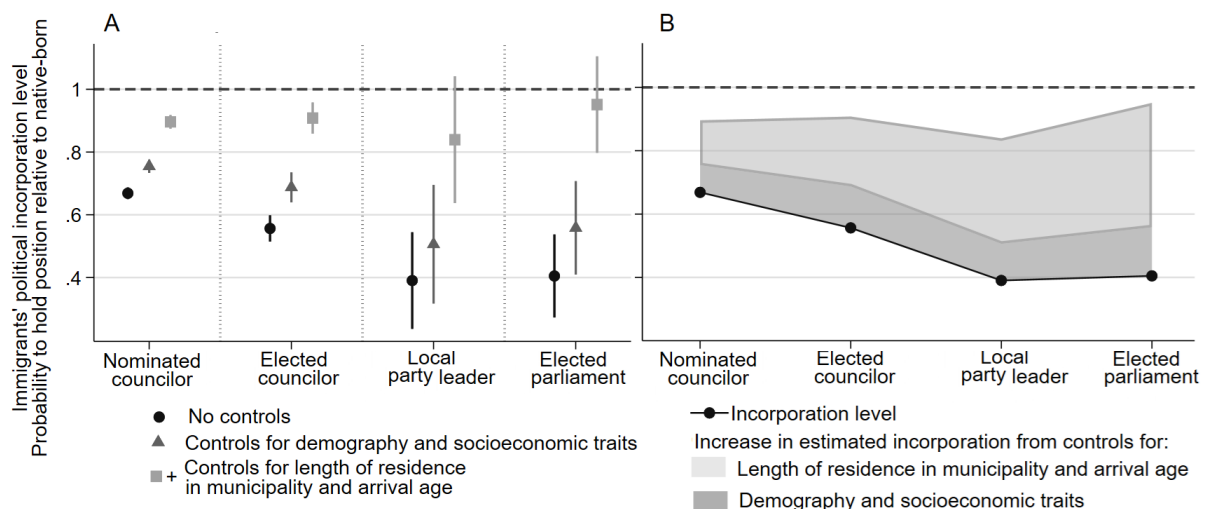 A
B
Immigrants' political incorporation level
Probability to hold position relative to native-born
1
.8
.6
.4
Nominated
councilor
Elected
councilor
Local
party leader
Elected
parliament
Nominated
councilor
Elected
councilor
Local
party leader
Elected
parliament
No controls
Controls for demography and socioeconomic traits
+ Controls for length of residence
in municipality and arrival age
Incorporation level
Increase in estimated incorporation from controls for:
Length of residence in municipality and arrival age
Demography and socioeconomic traits